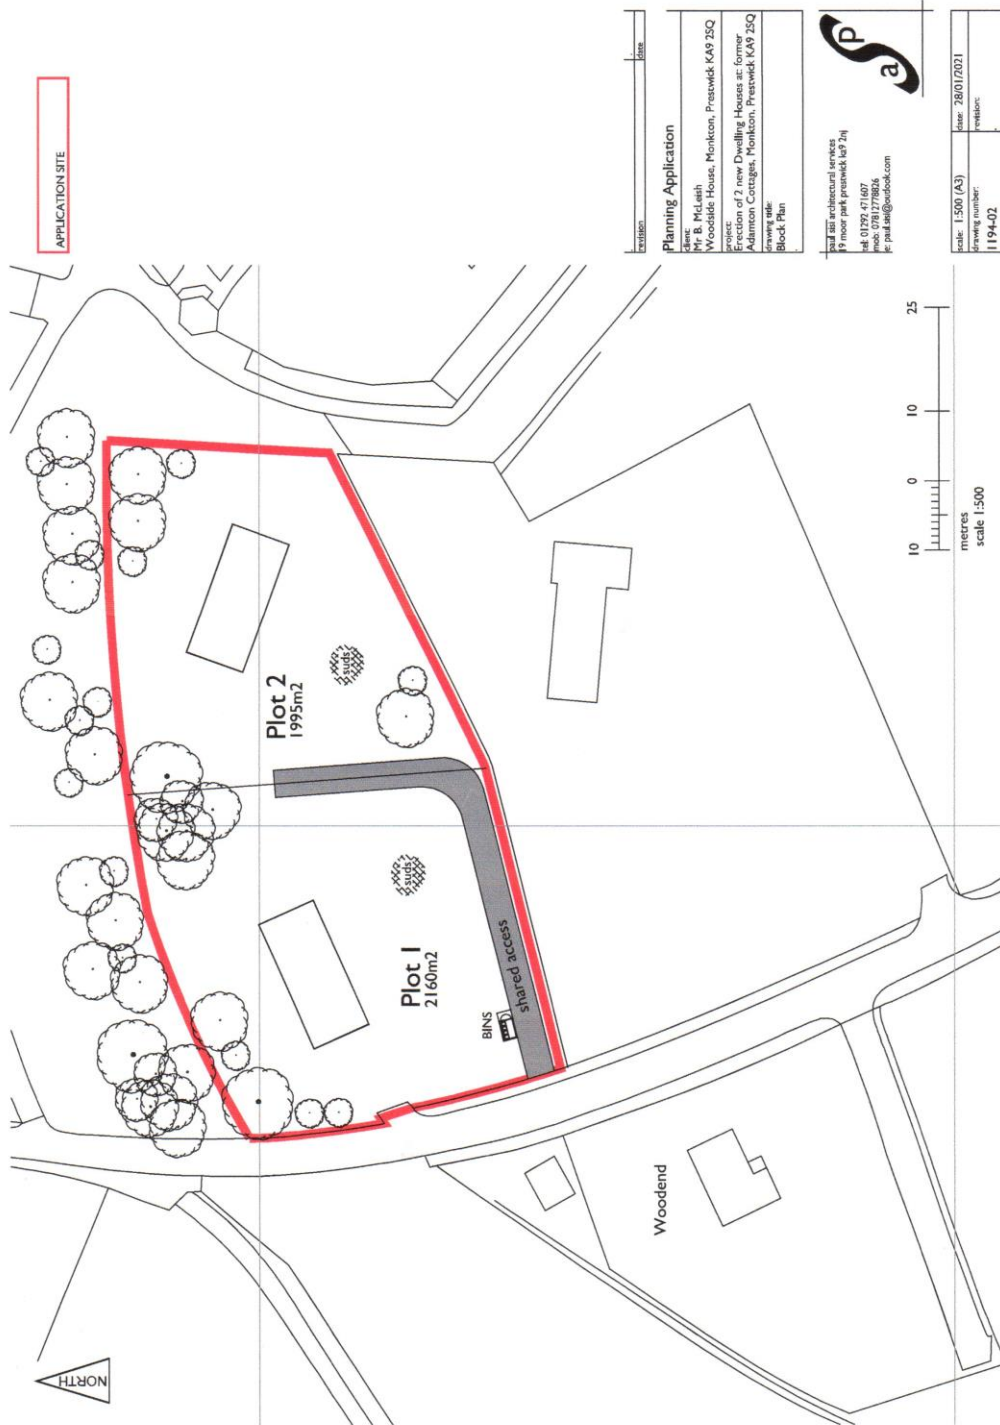 APPLICATION SITE
NORTH
Plot 1
2160m2
Plot 2
1995m2
suds
suds
BINS
shared access
Woodend
10 0 10 25
metres
scale 1:500
revision date
Planning Application
client:
Mr B. McLeish
Woodside House, Monkton, Prestwick KA9 2SQ
project:
Erection of 2 new Dwelling Houses at: former
Adamton Cottages, Monkton, Prestwick KA9 2SQ
drawing title:
Block Plan
aSP
paul sisi architectural services
19 moor park prestwick ka9 2nj
tel: 01292 471607
mob: 07812778826
e: paul.sisi@outlook.com
scale: 1:500 (A3) date: 28/01/2021
drawing number: revision:
1194-02 -